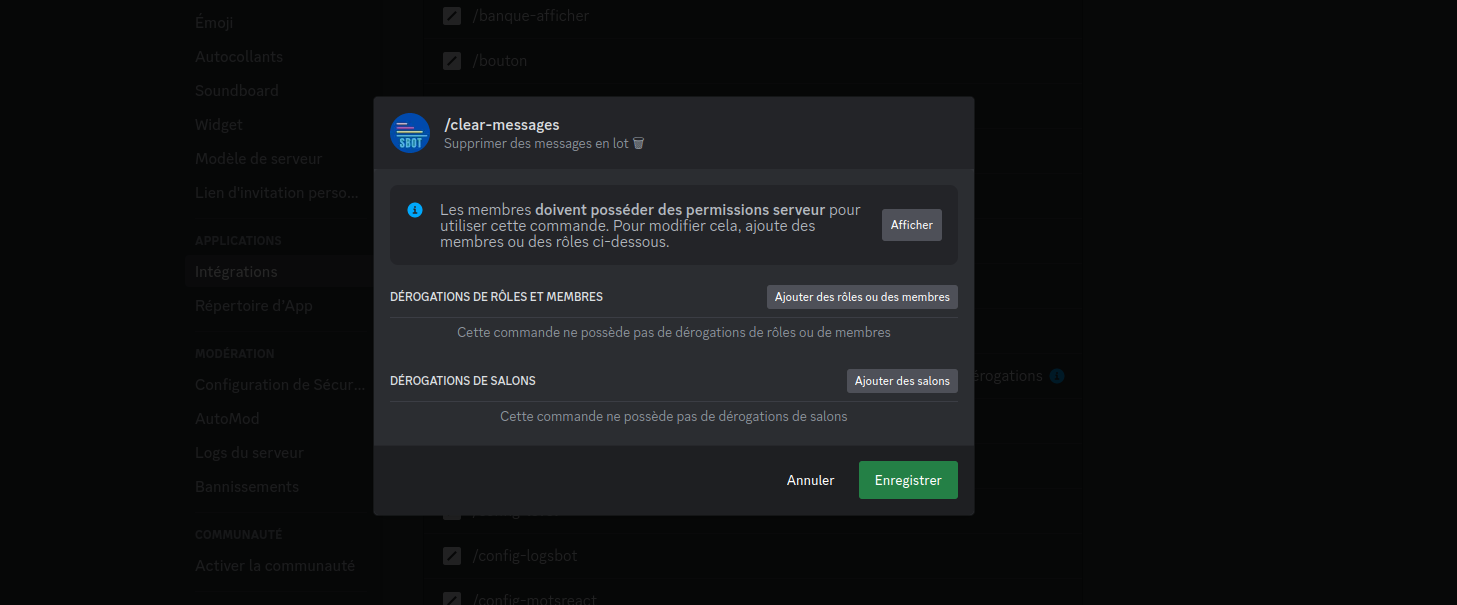 Émoji
Autocollants
Soundboard
Widget
Modèle de serveur
Lien d'invitation perso...
APPLICATIONS
Intégrations
Répertoire d'App
MODÉRATION
Configuration de Sécur...
AutoMod
Logs du serveur
Bannissements
COMMUNAUTÉ
Activer la communauté
/banque-afficher
/bouton
SBOT
/clear-messages
Supprimer des messages en lot 🗑
Les membres doivent posséder des permissions serveur pour
utiliser cette commande. Pour modifier cela, ajoute des
membres ou des rôles ci-dessous.
Afficher
DÉROGATIONS DE RÔLES ET MEMBRES
Ajouter des rôles ou des membres
Cette commande ne possède pas de dérogations de rôles ou de membres
DÉROGATIONS DE SALONS
Ajouter des salons
Cette commande ne possède pas de dérogations de salons
Annuler
Enregistrer
érogations
/config-logsbot
/config-motsreact